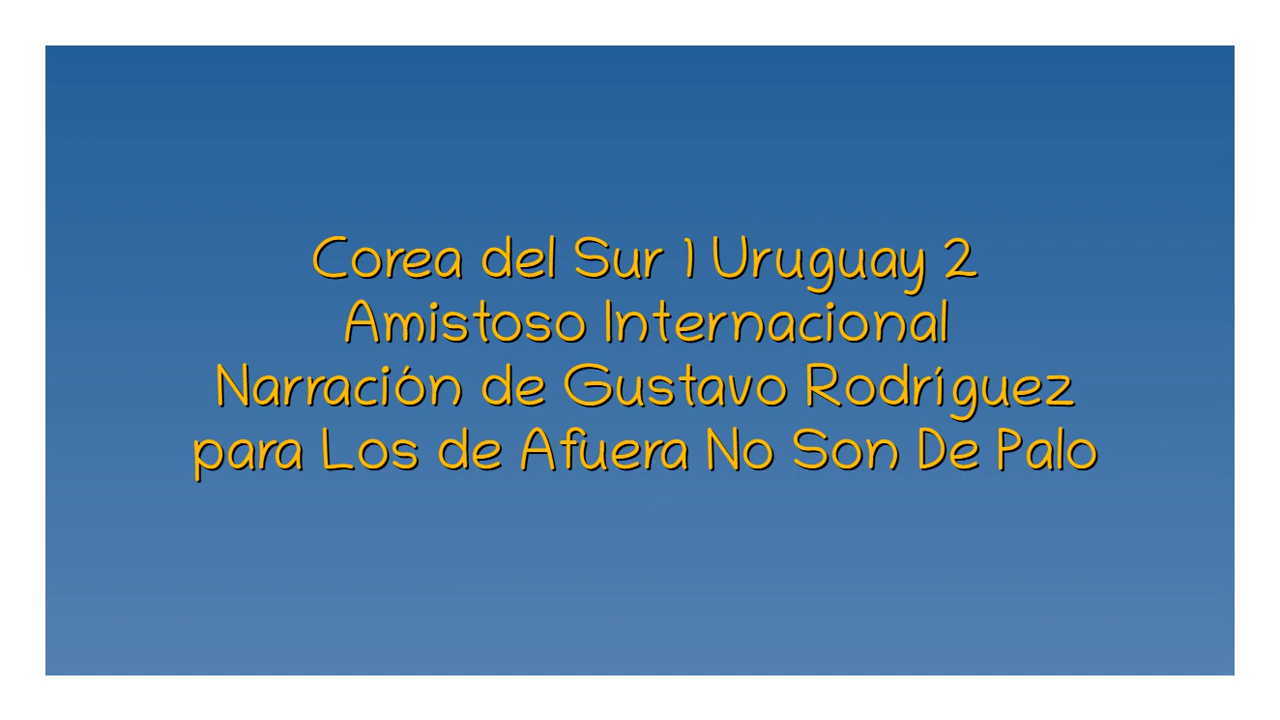 Corea del Sur 1 Uruguay 2
Amistoso Internacional
Narración de Gustavo Rodríguez
para Los de Afuera No Son De Palo